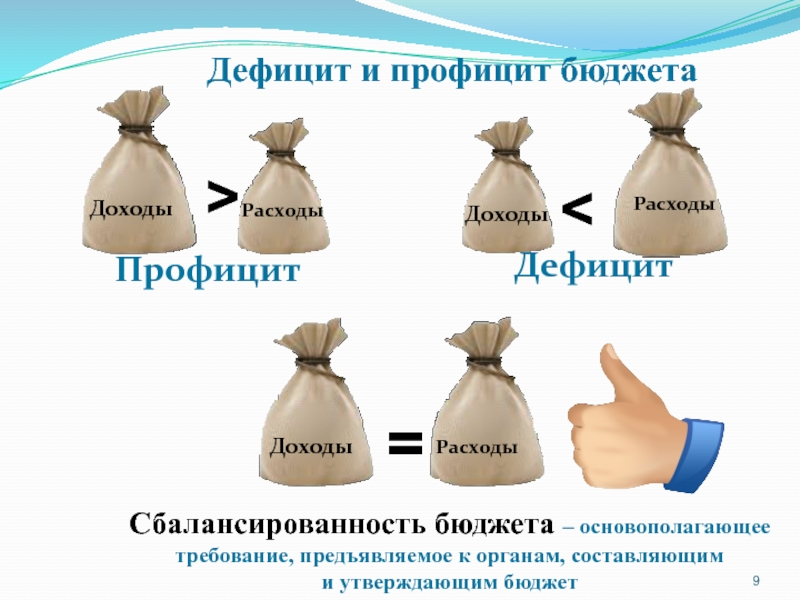 Дефицит и профицит бюджета
Доходы > Расходы
Профицит
Доходы < Расходы
Дефицит
Доходы = Расходы
Сбалансированность бюджета – основополагающее
требование, предъявляемое к органам, составляющим
и утверждающим бюджет
9